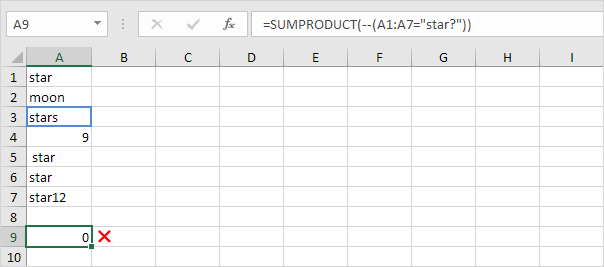 A9 fx =SUMPRODUCT(--(A1:A7="star?"))
A B C D E F G H I
1 star
2 moon
3 stars
4 9
5 star
6 star
7 star12
8
9 0
10